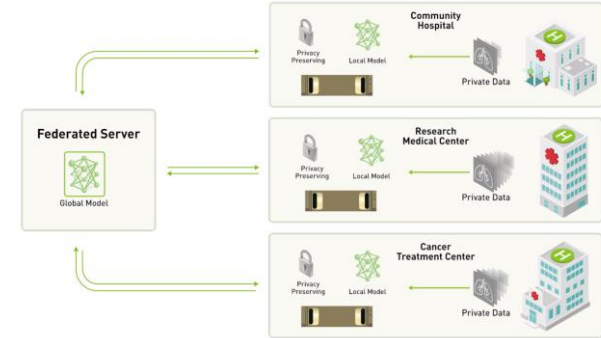 Federated Server
Global Model
Community
Hospital
Privacy
Preserving
Local Model
Private Data
H
Research
Medical Center
Privacy
Preserving
Local Model
Private Data
H
Cancer
Treatment Center
Privacy
Preserving
Local Model
Private Data
H